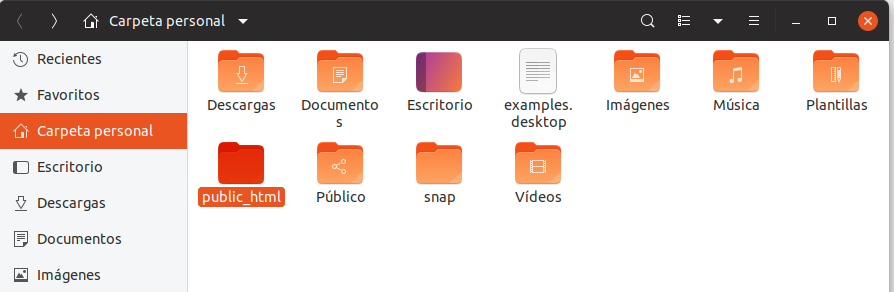 Carpeta personal
Recientes
Favoritos
Carpeta personal
Escritorio
Descargas
Documentos
Imágenes
Descargas
Documento
s
Escritorio
examples.
desktop
Imágenes
Música
Plantillas
public_html
Público
snap
Vídeos